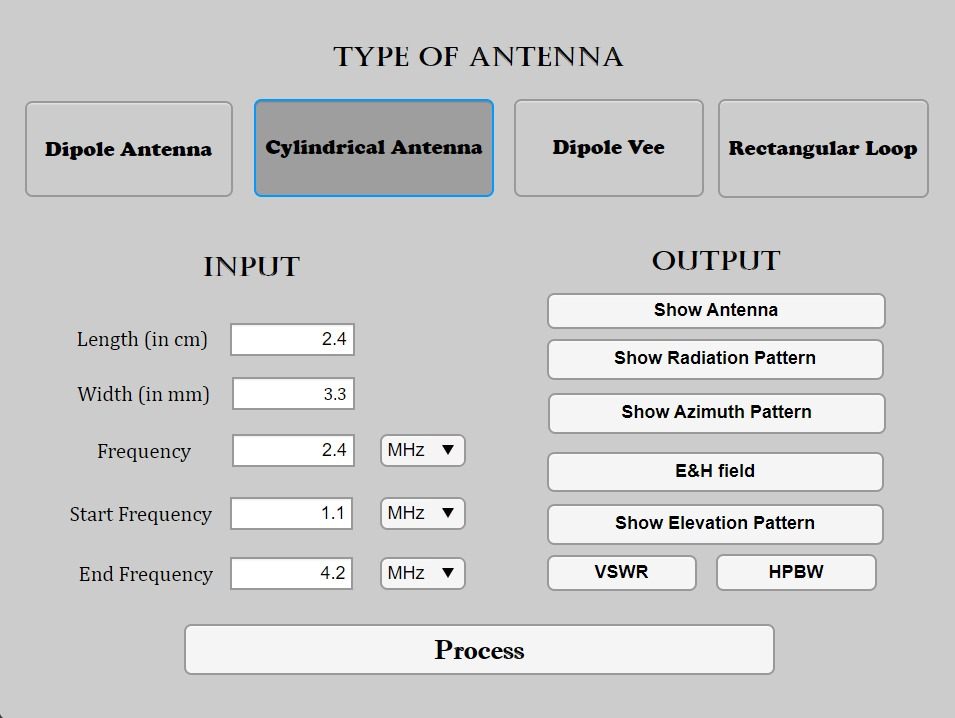 TYPE OF ANTENNA
Dipole Antenna
Cylindrical Antenna
Dipole Vee
Rectangular Loop
INPUT
Length (in cm)
2.4
Width (in mm)
3.3
Frequency
2.4
MHz
Start Frequency
1.1
MHz
End Frequency
4.2
MHz
OUTPUT
Show Antenna
Show Radiation Pattern
Show Azimuth Pattern
E&H field
Show Elevation Pattern
VSWR
HPBW
Process